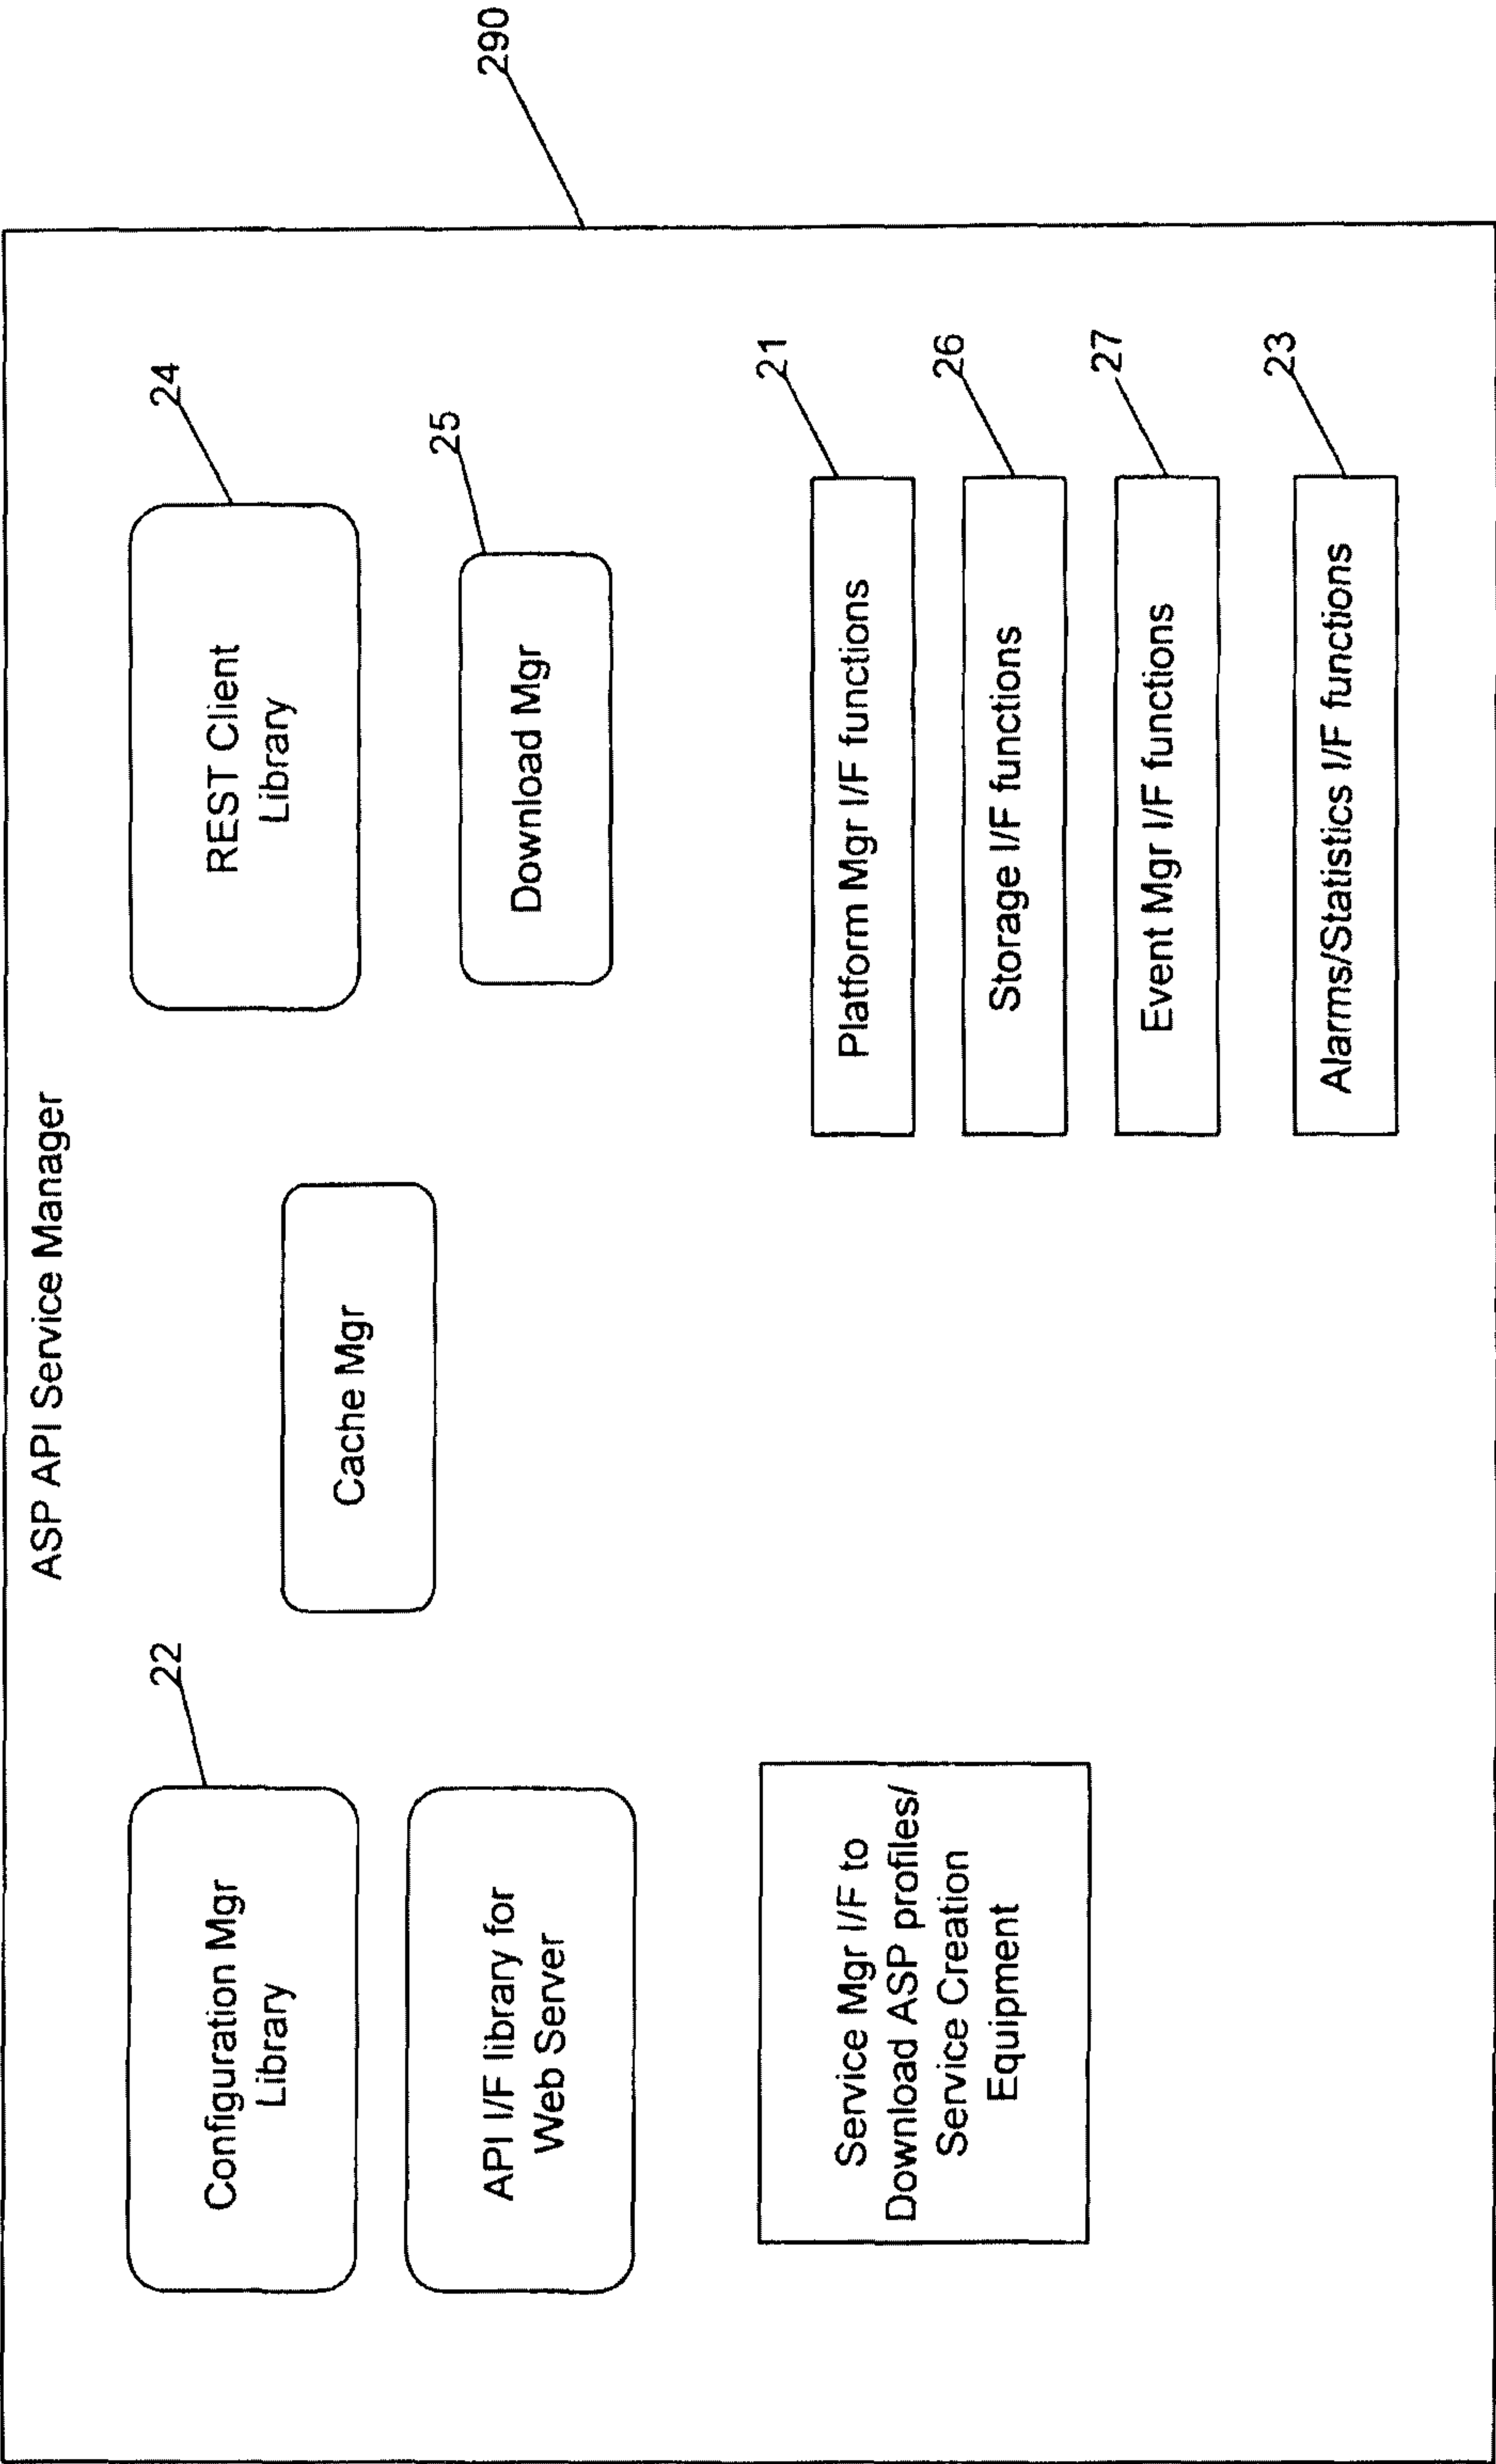 ASP API Service Manager
290
22
Configuration Mgr
Library
API I/F library for
Web Server
Cache Mgr
24
REST Client
Library
25
Download Mgr
Service Mgr I/F to
Download ASP profiles/
Service Creation
Equipment
21
Platform Mgr I/F functions
26
Storage I/F functions
27
Event Mgr I/F functions
23
Alarms/Statistics I/F functions